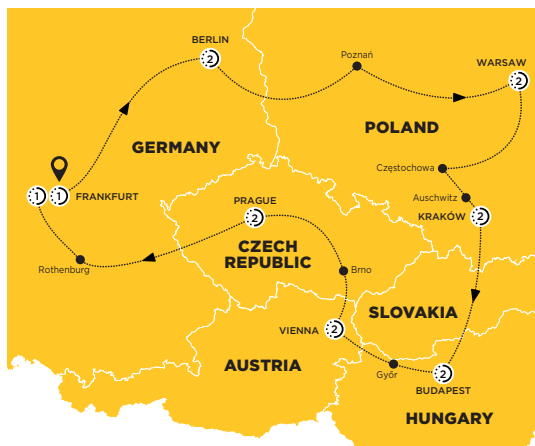 BERLIN
2
Poznań
WARSAW
2
GERMANY
POLAND
Częstochowa
Auschwitz
1
1
FRANKFURT
PRAGUE
2
KRAKÓW
2
CZECH
REPUBLIC
Rothenburg
Brno
SLOVAKIA
VIENNA
2
AUSTRIA
Győr
2
BUDAPEST
HUNGARY